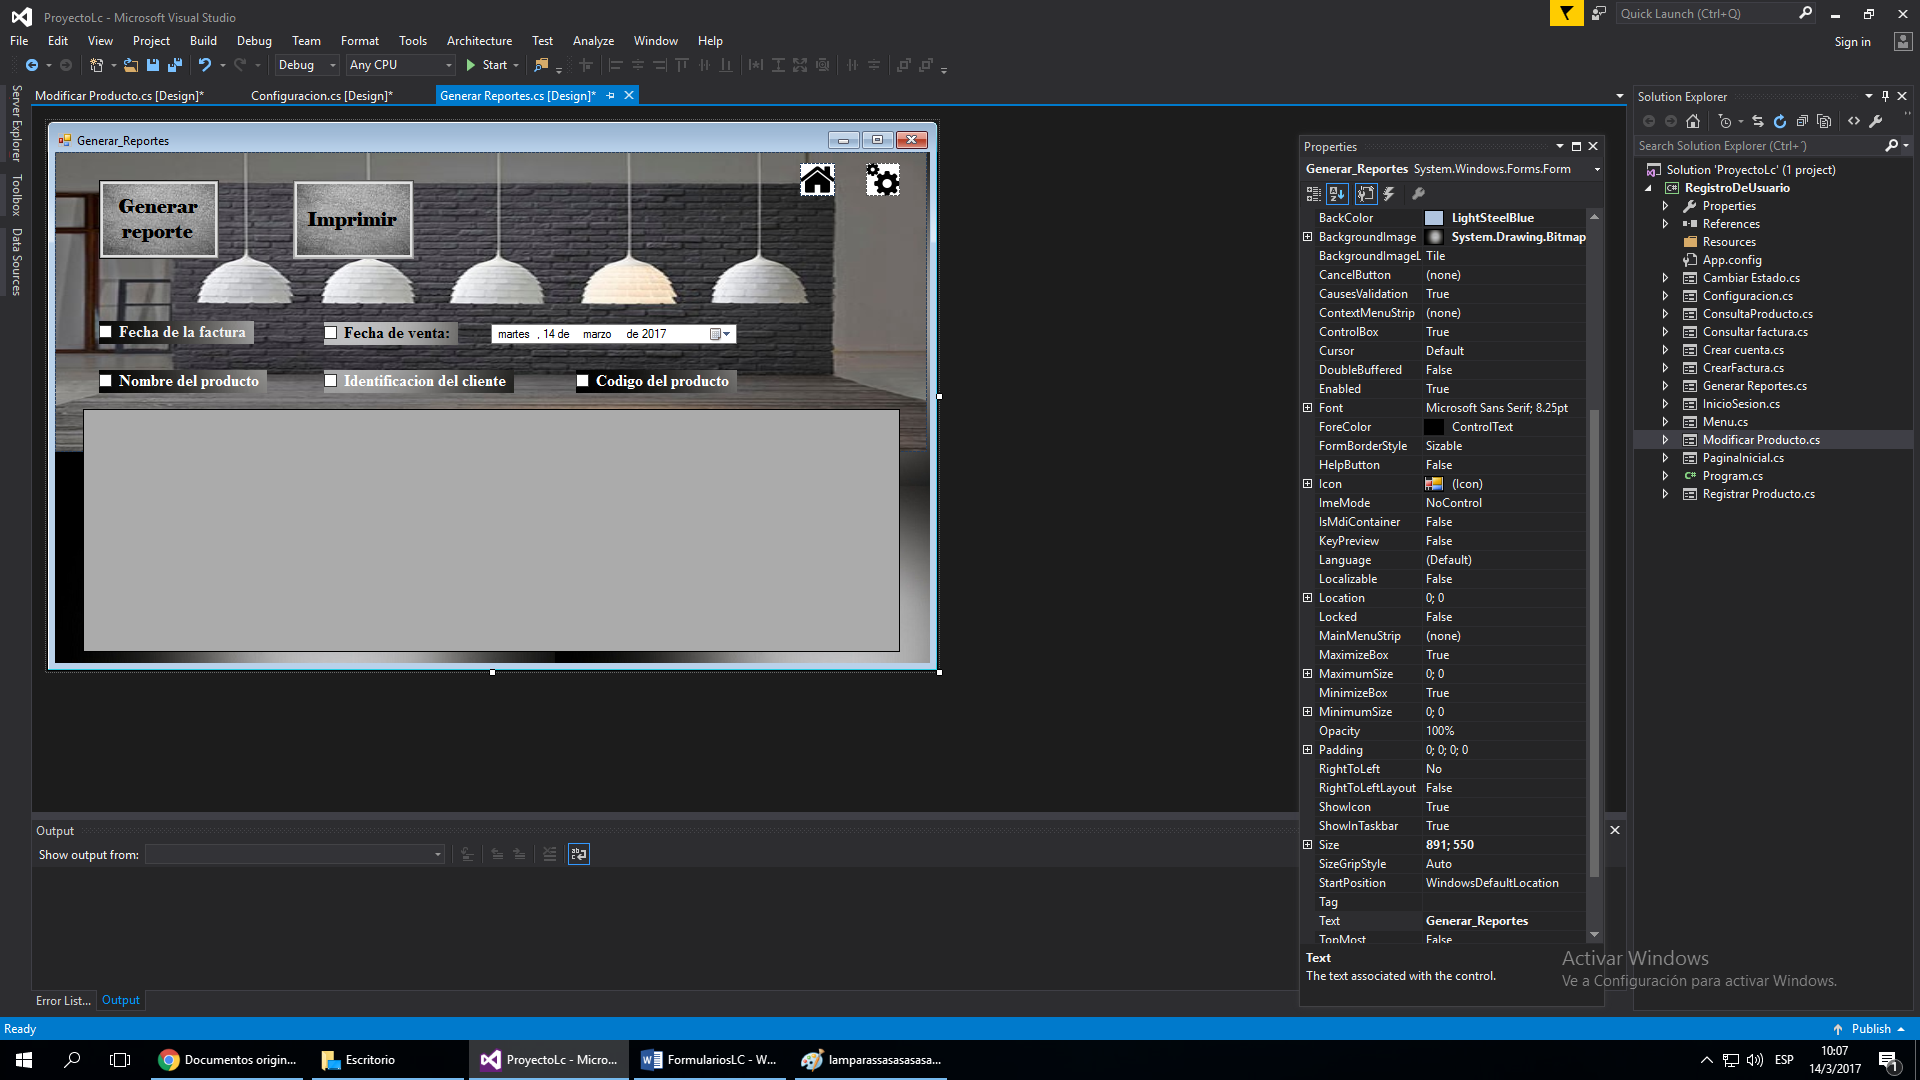 ProyectoLc - Microsoft Visual Studio
Quick Launch (Ctrl+Q)
File Edit View Project Build Debug Team Format Tools Architecture Test Analyze Window Help
Sign in
Debug Any CPU Start
Server Explorer
Toolbox
Data Sources
Modificar Producto.cs [Design]* Configuracion.cs [Design]* Generar Reportes.cs [Design]*
Generar_Reportes
Generar
reporte
Imprimir
Fecha de la factura
Fecha de venta:
martes , 14 de marzo de 2017
Nombre del producto
Identificacion del cliente
Codigo del producto
Properties
Generar_Reportes System.Windows.Forms.Form
BackColor LightSteelBlue
BackgroundImage System.Drawing.Bitmap
BackgroundImageL Tile
CancelButton (none)
CausesValidation True
ContextMenuStrip (none)
ControlBox True
Cursor Default
DoubleBuffered False
Enabled True
Font Microsoft Sans Serif; 8.25pt
ForeColor ControlText
FormBorderStyle Sizable
HelpButton False
Icon (Icon)
ImeMode NoControl
IsMdiContainer False
KeyPreview False
Language (Default)
Localizable False
Location 0; 0
Locked False
MainMenuStrip (none)
MaximizeBox True
MaximumSize 0; 0
MinimizeBox True
MinimumSize 0; 0
Opacity 100%
Padding 0; 0; 0; 0
RightToLeft No
RightToLeftLayout False
ShowIcon True
ShowInTaskbar True
Size 891; 550
SizeGripStyle Auto
StartPosition WindowsDefaultLocation
Tag
Text Generar_Reportes
TopMost False
Text
The text associated with the control.
Solution Explorer
Search Solution Explorer (Ctrl+´)
Solution 'ProyectoLc' (1 project)
RegistroDeUsuario
Properties
References
Resources
App.config
Cambiar Estado.cs
Configuracion.cs
ConsultaProducto.cs
Consultar factura.cs
Crear cuenta.cs
CrearFactura.cs
Generar Reportes.cs
InicioSesion.cs
Menu.cs
Modificar Producto.cs
PaginaInicial.cs
Program.cs
Registrar Producto.cs
Output
Show output from:
Error List... Output
Activar Windows
Ve a Configuración para activar Windows.
Ready
Publish
Documentos origin...
Escritorio
ProyectoLc - Micro...
FormulariosLC - W...
lamparassasasasasa...
ESP
10:07
14/3/2017
1